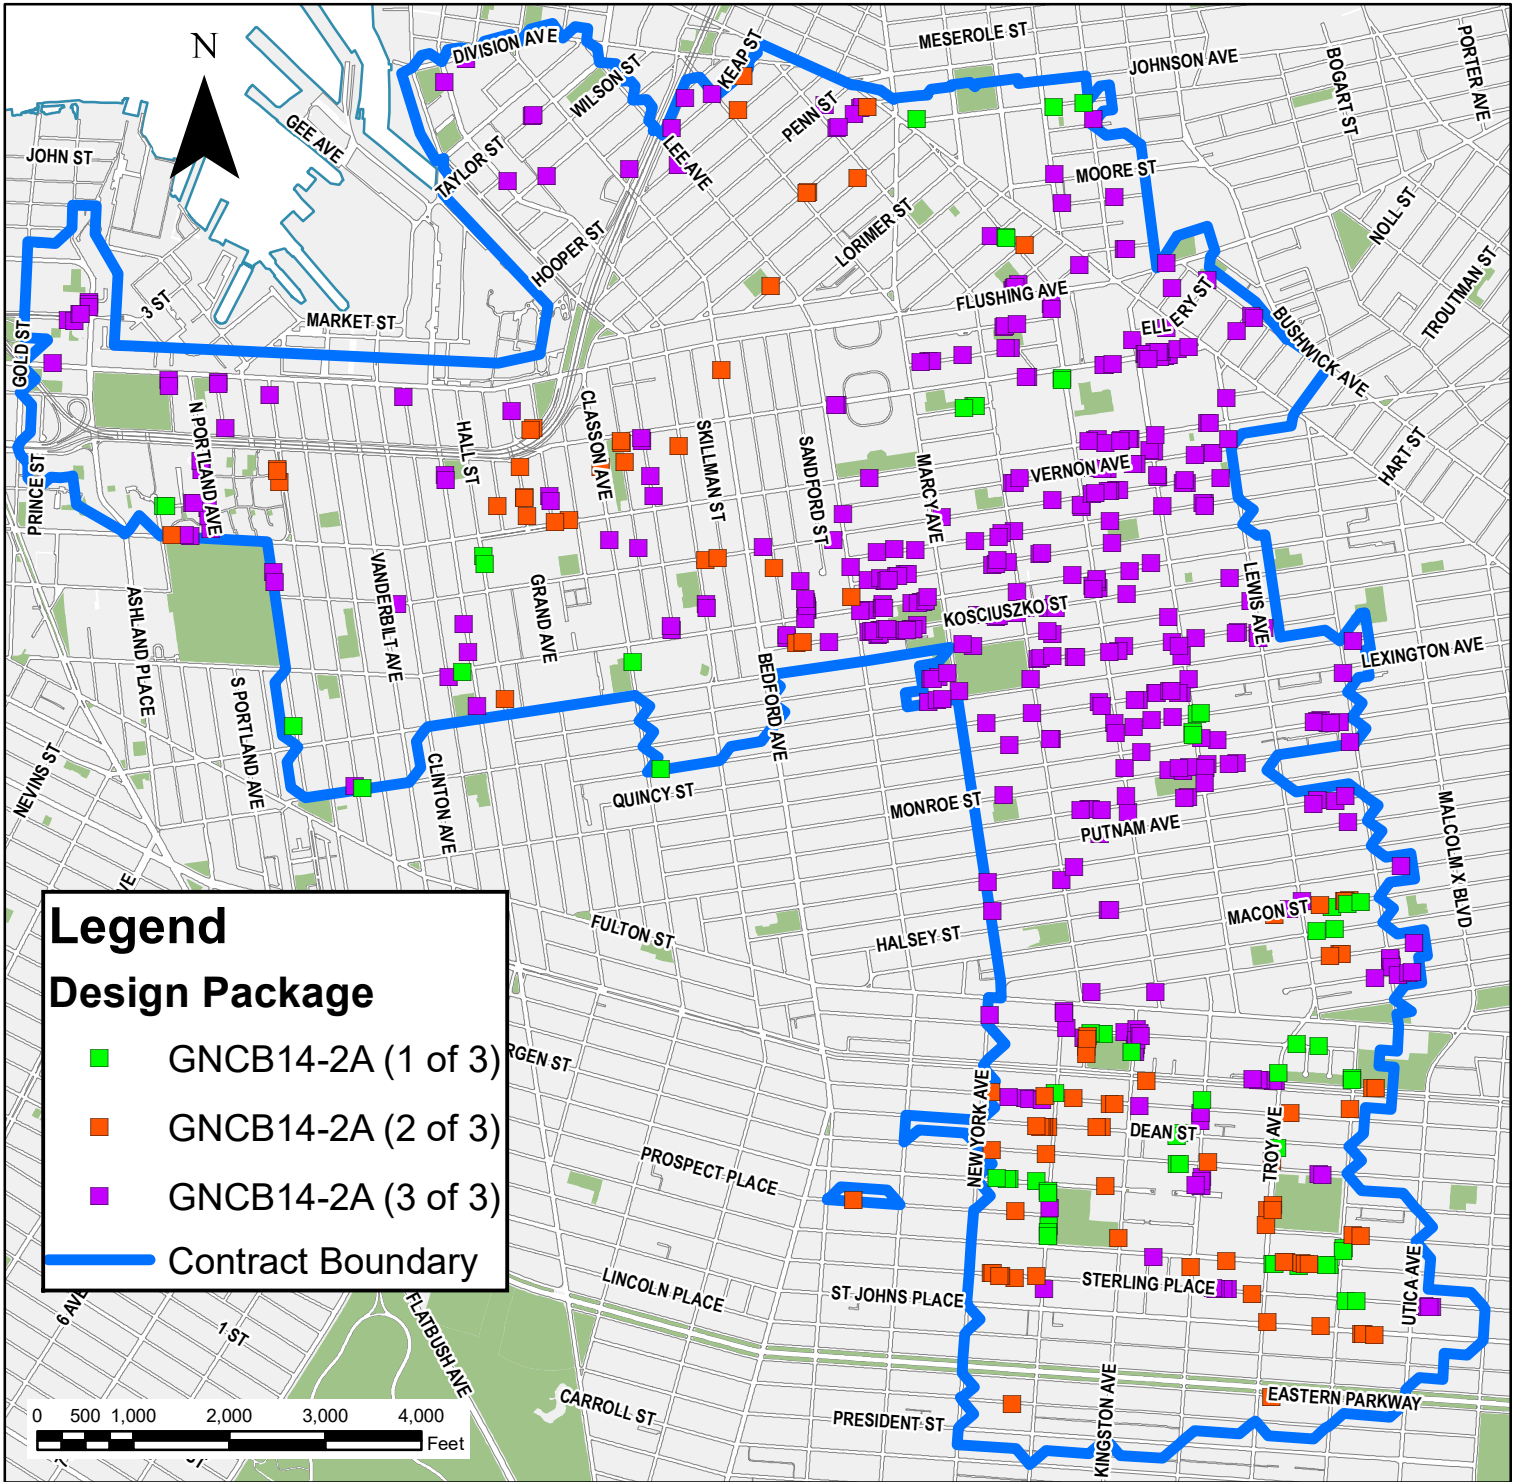 DIVISION AVE
MESEROLE ST
JOHNSON AVE
PORTER AVE
BOGART ST
KEAP ST
N
WILSON ST
PENN ST
GEE AVE
JOHN ST
TAYLOR ST
LEE AVE
MOORE ST
NOLL ST
LORIMER ST
HOOPER ST
TROUTMAN ST
3 ST
FLUSHING AVE
ELLERY ST
MARKET ST
BUSHWICK AVE
GOLD ST
N PORTLAND AVE
HALL ST
CLASSON AVE
SKILLMAN ST
SANDFORD ST
MARCY AVE
VERNON AVE
HART ST
PRINCE ST
ASHLAND PLACE
VANDERBILT AVE
GRAND AVE
KOSCIUSZKO ST
LEWIS AVE
LEXINGTON AVE
S PORTLAND AVE
BEDFORD AVE
NEVINS ST
CLINTON AVE
QUINCY ST
MONROE ST
PUTNAM AVE
MALCOLM X BLVD
VE
FULTON ST
HALSEY ST
MACON ST
Legend
Design Package
GNCB14-2A (1 of 3)
GNCB14-2A (2 of 3)
GNCB14-2A (3 of 3)
Contract Boundary
RGEN ST
NEW YORK AVE
DEAN ST
TROY AVE
PROSPECT PLACE
LINCOLN PLACE
ST JOHNS PLACE
STERLING PLACE
UTICA AVE
6 AVE
1 ST
FLATBUSH AVE
CARROLL ST
PRESIDENT ST
KINGSTON AVE
EASTERN PARKWAY
0 500 1,000 2,000 3,000 4,000
Feet